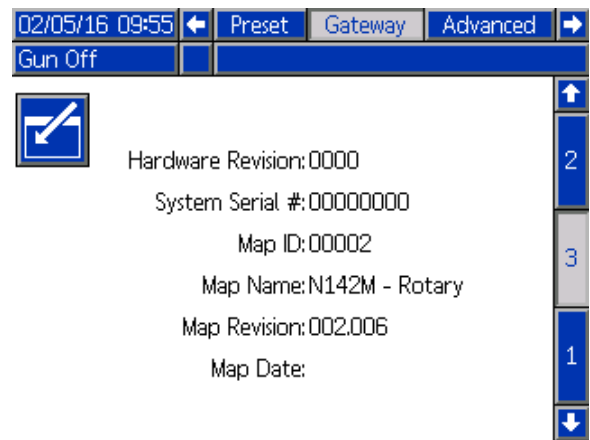 02/05/16 09:55 Preset Gateway Advanced
Gun Off
2
Hardware Revision: 0000
System Serial #: 00000000
Map ID: 00002
3
Map Name: N142M - Rotary
Map Revision: 002.006
1
Map Date: